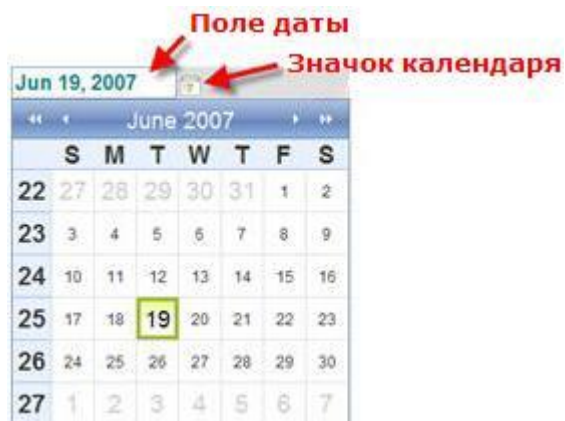 Поле даты
Значок календаря
Jun 19, 2007
June 2007
S M T W T F S
22 27 28 29 30 31 1 2
23 3 4 5 6 7 8 9
24 10 11 12 13 14 15 16
25 17 18 19 20 21 22 23
26 24 25 26 27 28 29 30
27 1 2 3 4 5 6 7